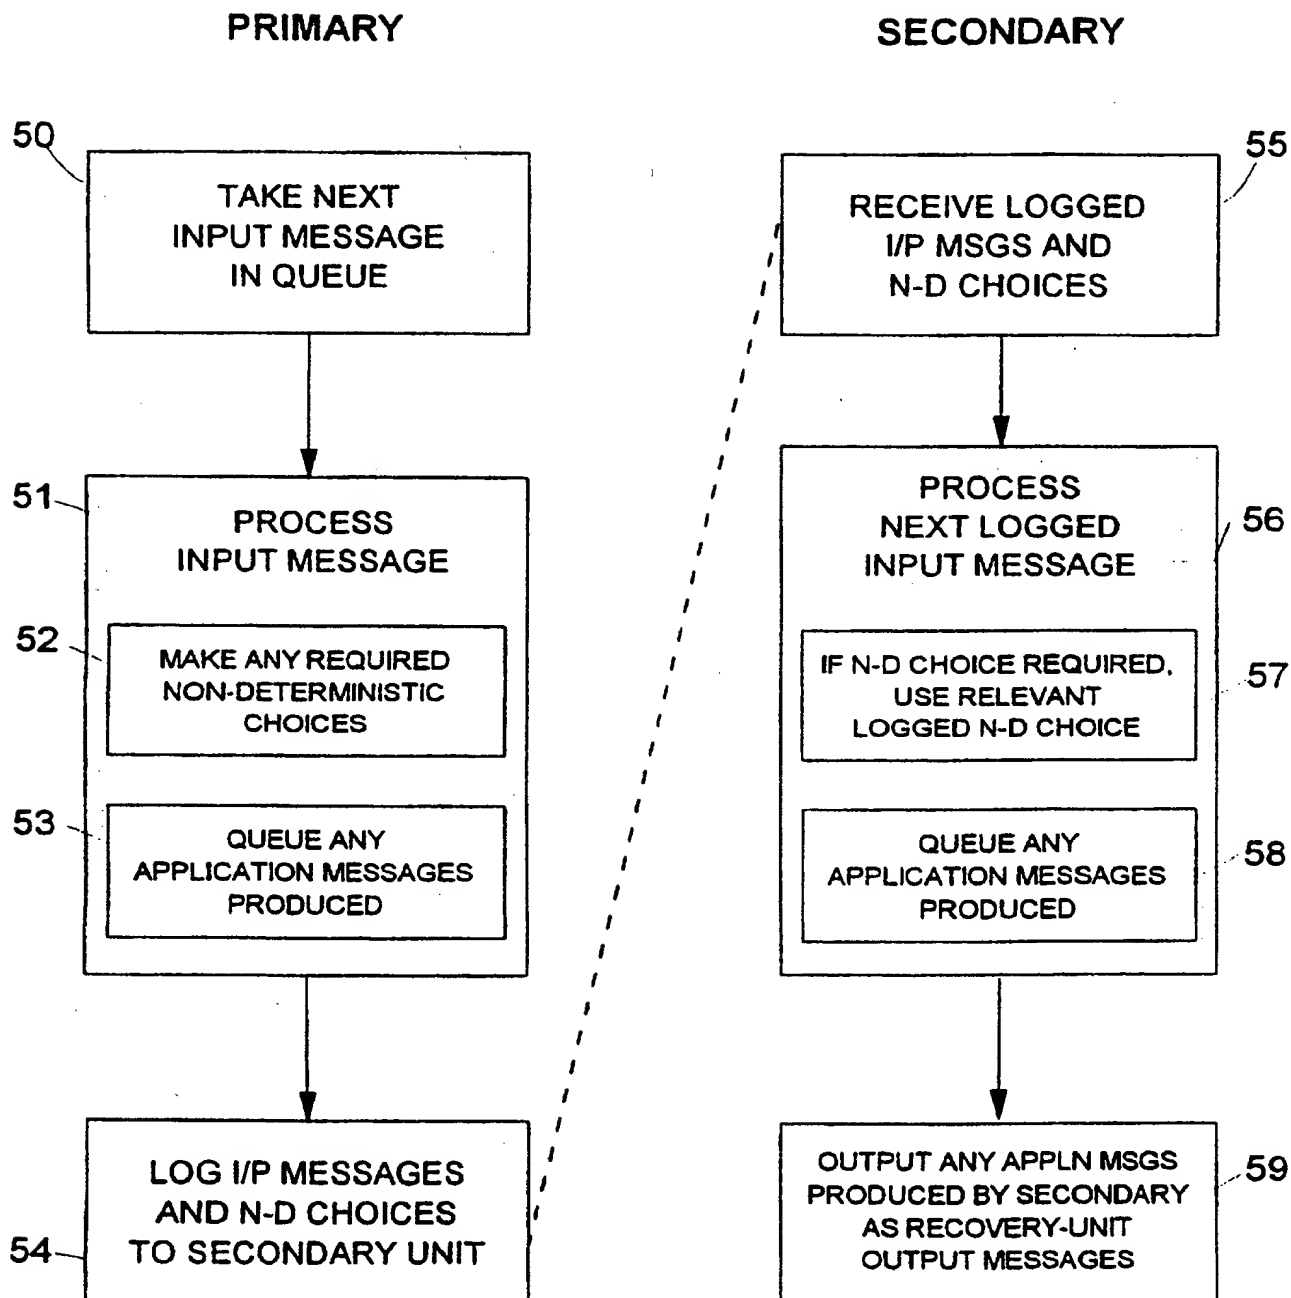 PRIMARY
50
TAKE NEXT
INPUT MESSAGE
IN QUEUE
51
PROCESS
INPUT MESSAGE
52
MAKE ANY REQUIRED
NON-DETERMINISTIC
CHOICES
53
QUEUE ANY
APPLICATION MESSAGES
PRODUCED
54
LOG I/P MESSAGES
AND N-D CHOICES
TO SECONDARY UNIT
SECONDARY
55
RECEIVE LOGGED
I/P MSGS AND
N-D CHOICES
56
PROCESS
NEXT LOGGED
INPUT MESSAGE
57
IF N-D CHOICE REQUIRED,
USE RELEVANT
LOGGED N-D CHOICE
58
QUEUE ANY
APPLICATION MESSAGES
PRODUCED
59
OUTPUT ANY APPLN MSGS
PRODUCED BY SECONDARY
AS RECOVERY-UNIT
OUTPUT MESSAGES